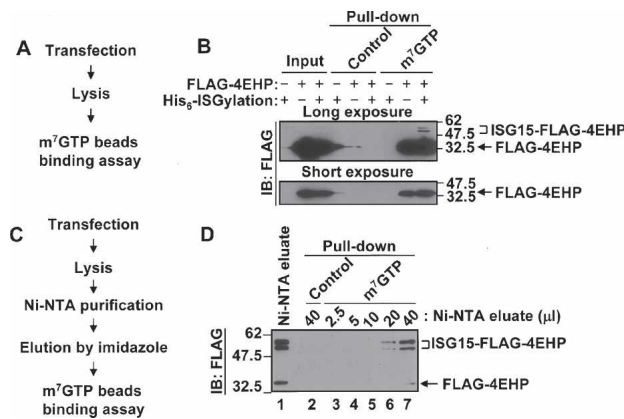 A
Transfection
Lysis
m⁷GTP beads
binding assay
B
Pull-down
Input
Control
m⁷GTP
FLAG-4EHP: - + + - + + - + +
His₆-ISGylation: + - + + - + + - +
Long exposure
62
47.5
32.5
ISG15-FLAG-4EHP
FLAG-4EHP
Short exposure
47.5
32.5
FLAG-4EHP
IB: FLAG
C
Transfection
Lysis
Ni-NTA purification
Elution by imidazole
m⁷GTP beads
binding assay
D
Ni-NTA eluate
Pull-down
Control
m⁷GTP
40 2.5 5 10 20 40 : Ni-NTA eluate (µl)
62
47.5
32.5
ISG15-FLAG-4EHP
FLAG-4EHP
IB: FLAG
1 2 3 4 5 6 7